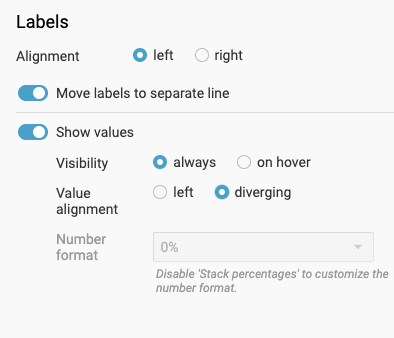 Labels
Alignment left right
Move labels to separate line
Show values
Visibility always on hover
Value alignment left diverging
Number format 0%
Disable 'Stack percentages' to customize the
number format.